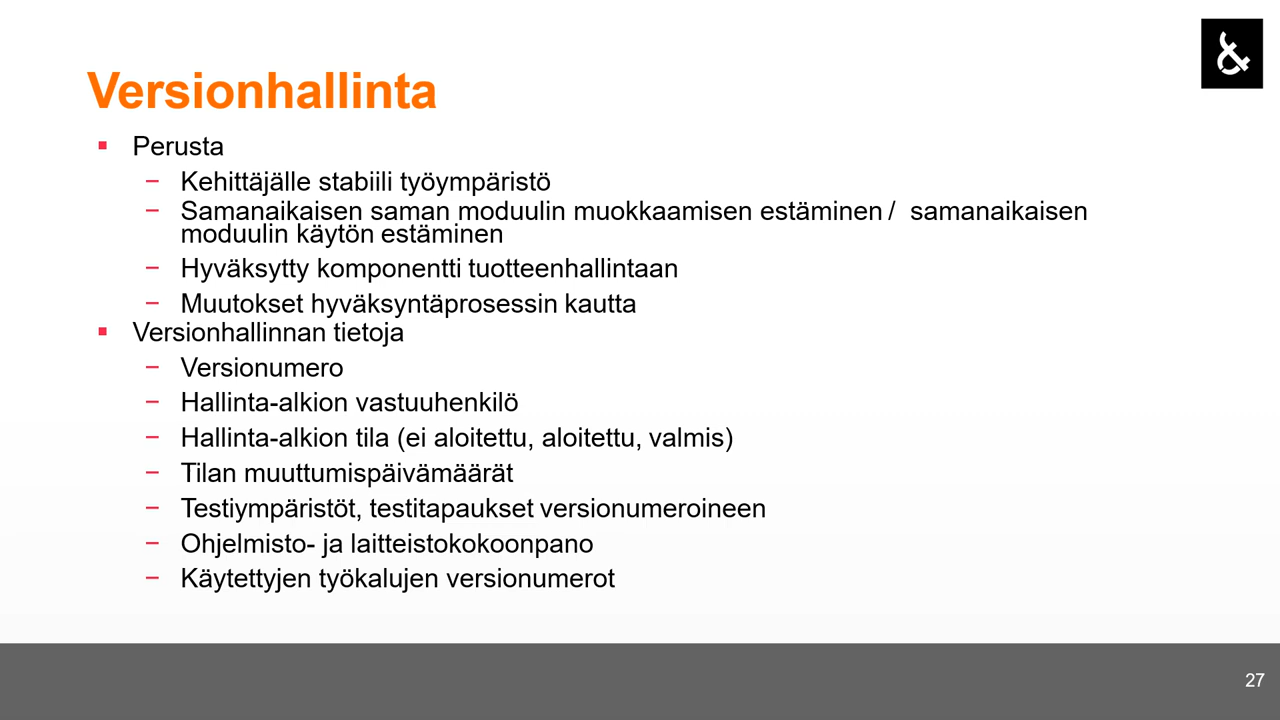 &
Versionhallinta
▪ Perusta
– Kehittäjälle stabiili työympäristö
– Samanaikaisen saman moduulin muokkaamisen estäminen / samanaikaisen
moduulin käytön estäminen
– Hyväksytty komponentti tuotteenhallintaan
– Muutokset hyväksyntäprosessin kautta
▪ Versionhallinnan tietoja
– Versionumero
– Hallinta-alkion vastuuhenkilö
– Hallinta-alkion tila (ei aloitettu, aloitettu, valmis)
– Tilan muuttumispäivämäärät
– Testiympäristöt, testitapaukset versionumeroineen
– Ohjelmisto- ja laitteistokokoonpano
– Käytettyjen työkalujen versionumerot
27